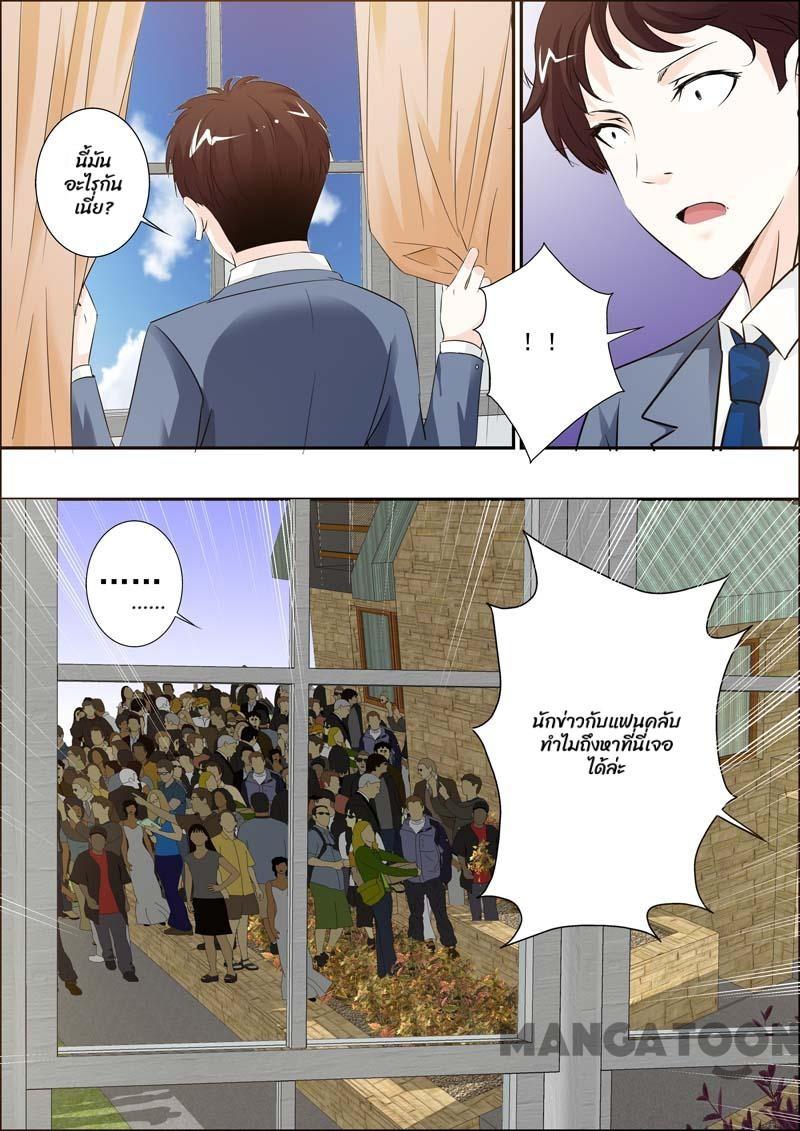 นี้มัน
อะไรกัน
เนี่ย?
！！
......
......
นักข่าวกับแฟนคลับ
ทำไมถึงหาที่นี่เจอ
ได้ล่ะ
MANGATOON